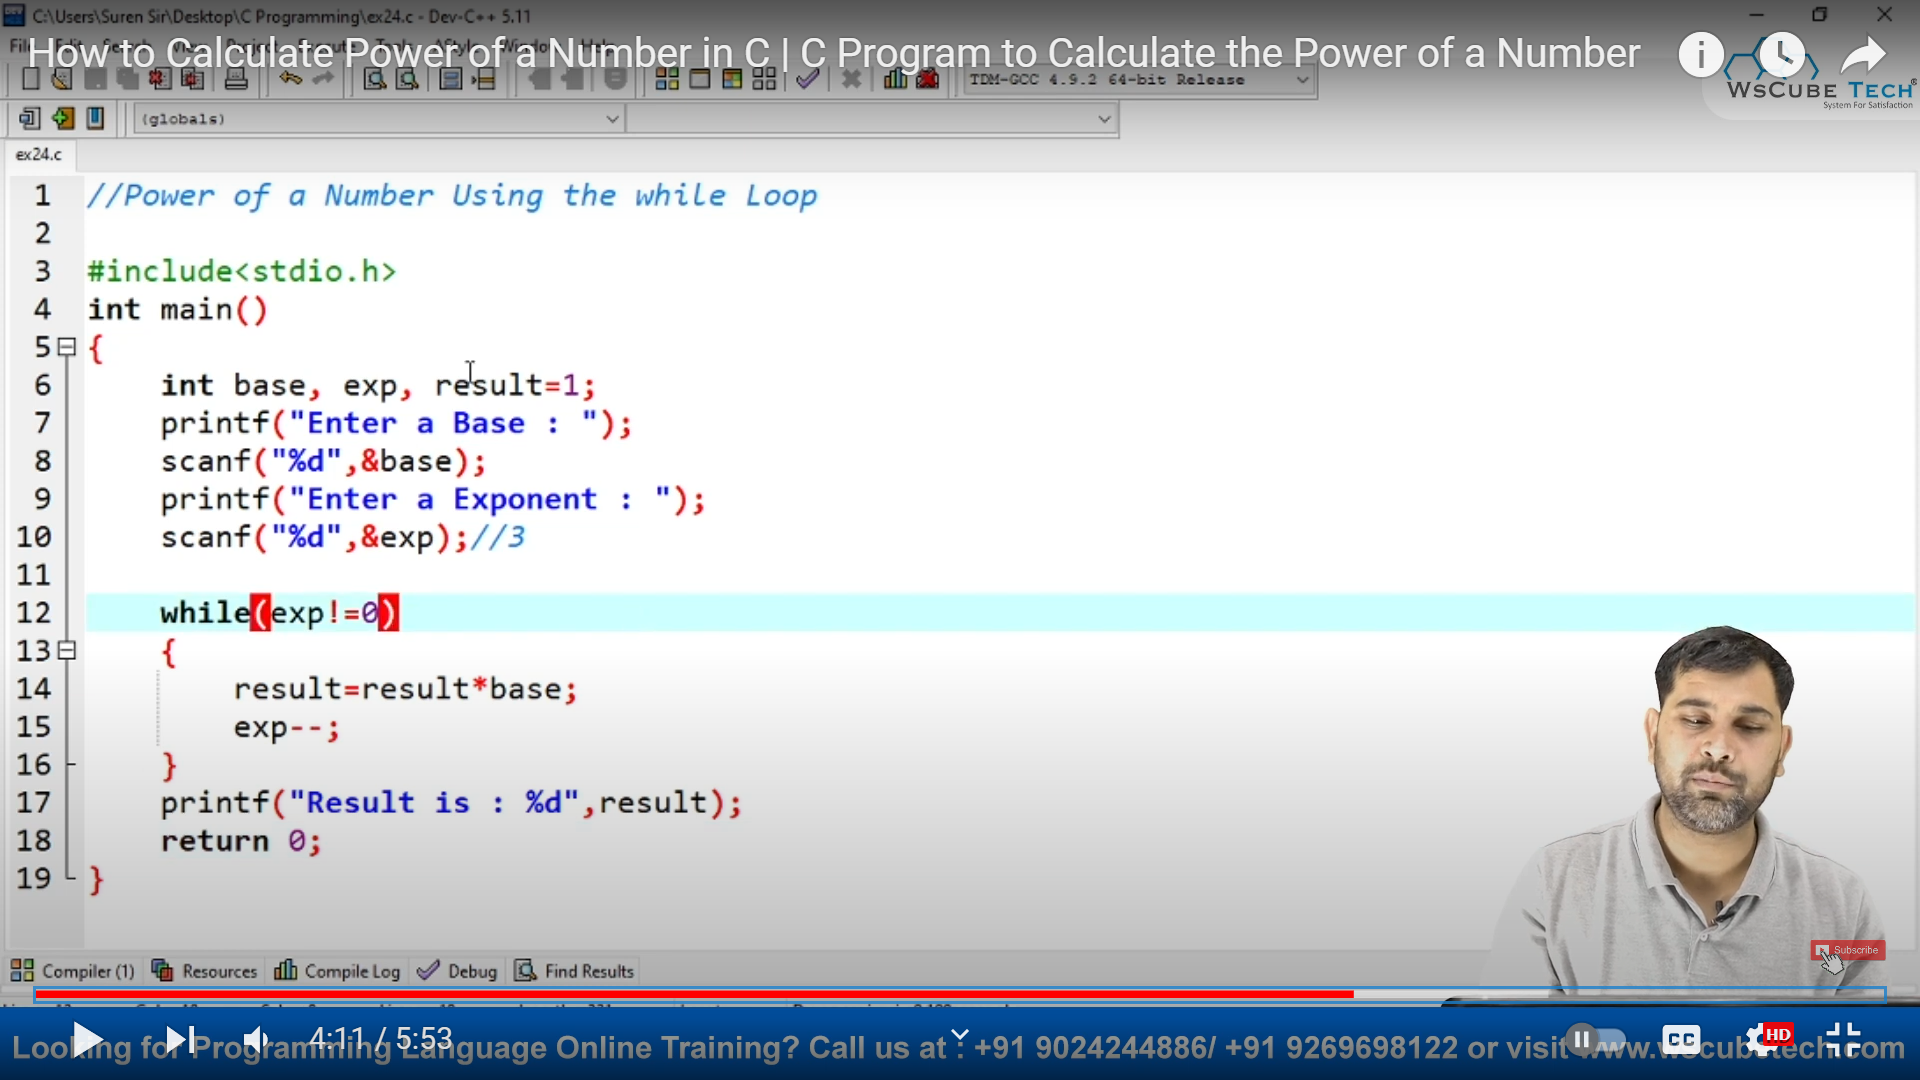 C:\Users\Suren Sir\Desktop\C Programming\ex24.c - Dev-C++ 5.11
How to Calculate Power of a Number in C | C Program to Calculate the Power of a Number
TDM-GCC 4.9.2 64-bit Release
WsCube Tech
System For Satisfaction
(globals)
ex24.c
1 //Power of a Number Using the while Loop
2
3 #include<stdio.h>
4 int main()
5 {
6 int base, exp, result=1;
7 printf("Enter a Base : ");
8 scanf("%d",&base);
9 printf("Enter a Exponent : ");
10 scanf("%d",&exp);//3
11
12 while(exp!=0)
13 {
14 result=result*base;
15 exp--;
16 }
17 printf("Result is : %d",result);
18 return 0;
19 }
Subscribe
Compiler (1) Resources Compile Log Debug Find Results
4:11 / 5:53
CC HD
Looking for Programming Language Online Training? Call us at : +91 9024244886/ +91 9269698122 or visit www.wscubetech.com